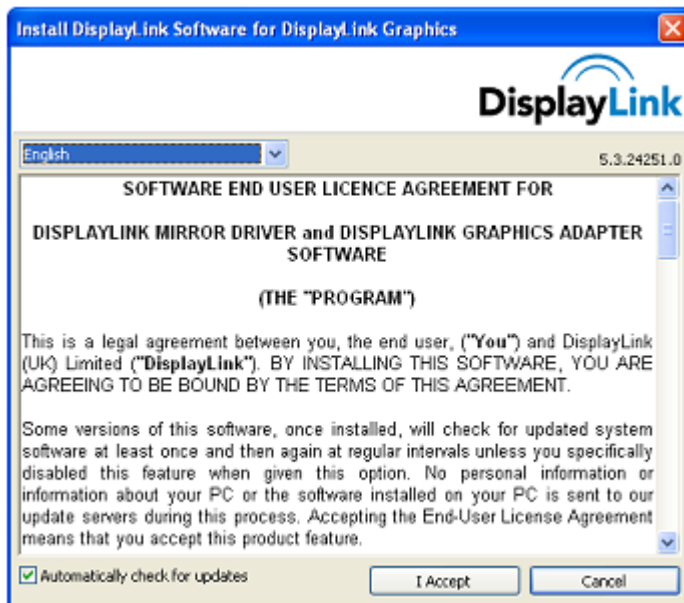 Install DisplayLink Software for DisplayLink Graphics
DisplayLink
English
5.3.24251.0
SOFTWARE END USER LICENCE AGREEMENT FOR
DISPLAYLINK MIRROR DRIVER and DISPLAYLINK GRAPHICS ADAPTER
SOFTWARE
(THE "PROGRAM")
This is a legal agreement between you, the end user, ("You") and DisplayLink
(UK) Limited ("DisplayLink"). BY INSTALLING THIS SOFTWARE, YOU ARE
AGREEING TO BE BOUND BY THE TERMS OF THIS AGREEMENT.
Some versions of this software, once installed, will check for updated system
software at least once and then again at regular intervals unless you specifically
disabled this feature when given this option. No personal information or
information about your PC or the software installed on your PC is sent to our
update servers during this process. Accepting the End-User License Agreement
means that you accept this product feature.
Automatically check for updates
I Accept
Cancel